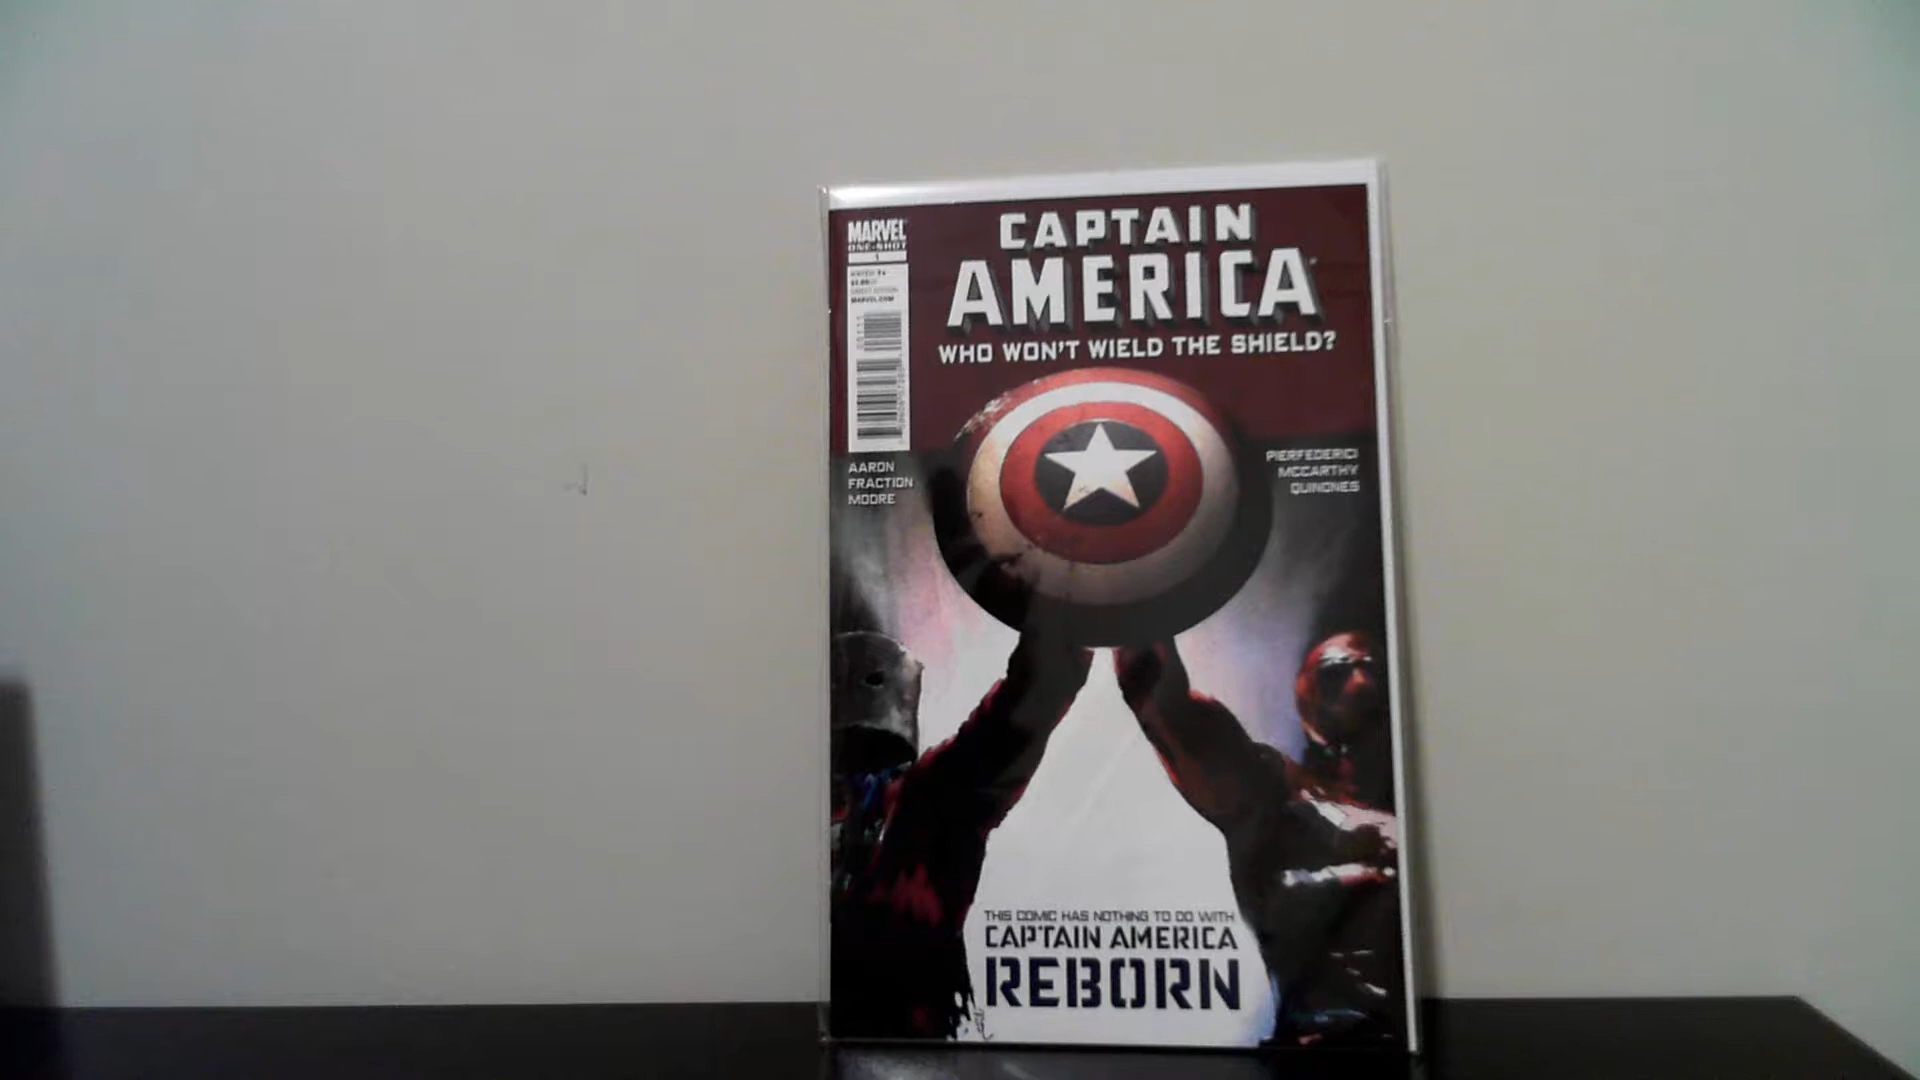 MARVEL
ONE-SHOT
1
MARVEL.COM
CAPTAIN
AMERICA
WHO WON'T WIELD THE SHIELD?
AARON
FRACTION
MOORE
PIERFEDERICI
MCCARTHY
QUINONES
THIS COMIC HAS NOTHING TO DO WITH
CAPTAIN AMERICA
REBORN